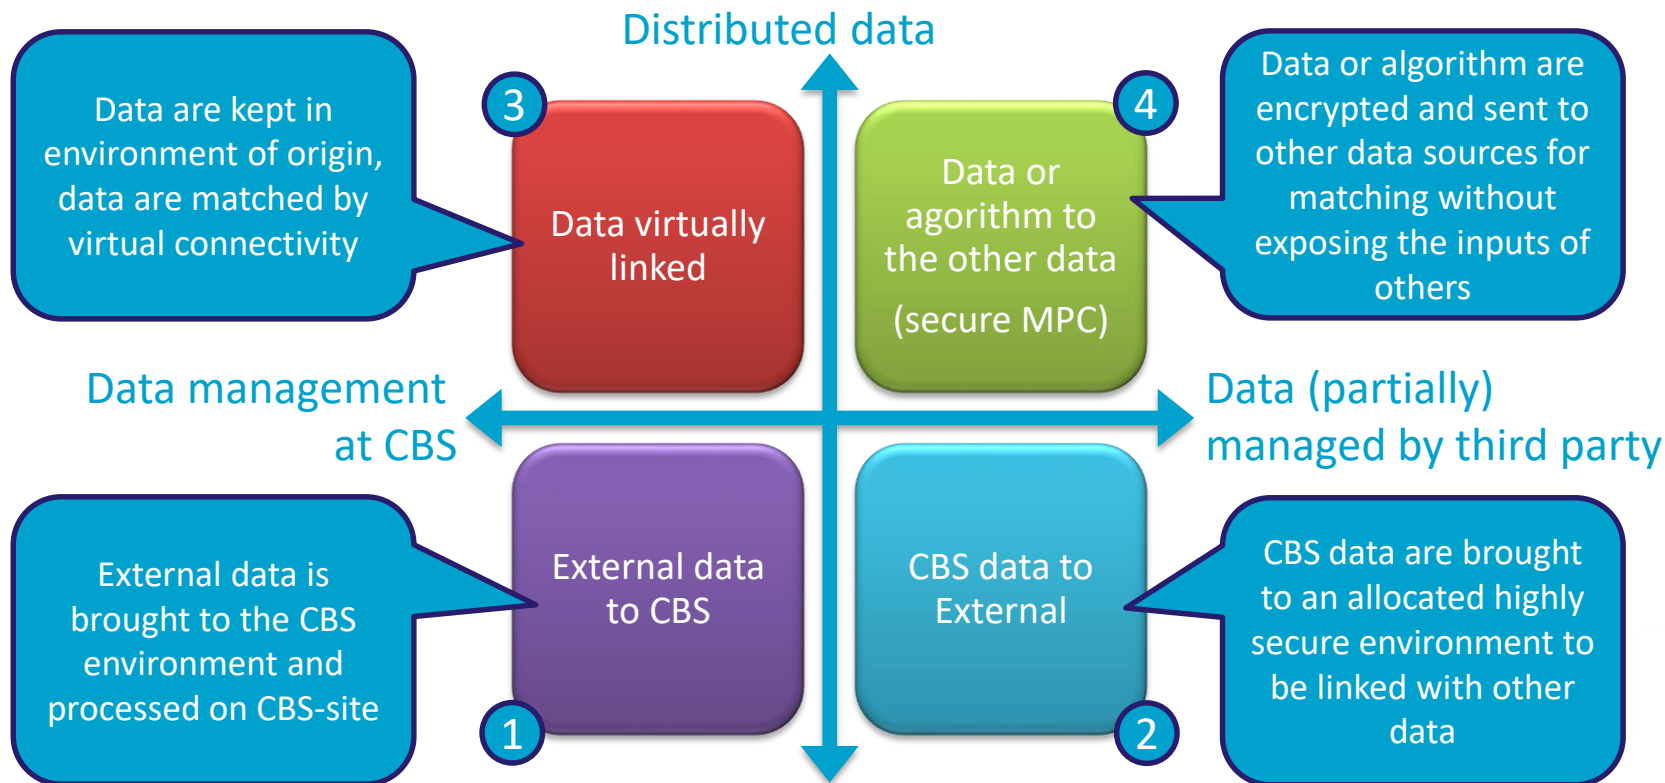 Distributed data
3
Data are kept in
environment of origin,
data are matched by
virtual connectivity
Data virtually
linked
4
Data or
agorithm to
the other data
(secure MPC)
Data or algorithm are
encrypted and sent to
other data sources for
matching without
exposing the inputs of
others
Data management
at CBS
Data (partially)
managed by third party
External data is
brought to the CBS
environment and
processed on CBS-site
External data
to CBS
1
CBS data to
External
2
CBS data are brought
to an allocated highly
secure environment to
be linked with other
data